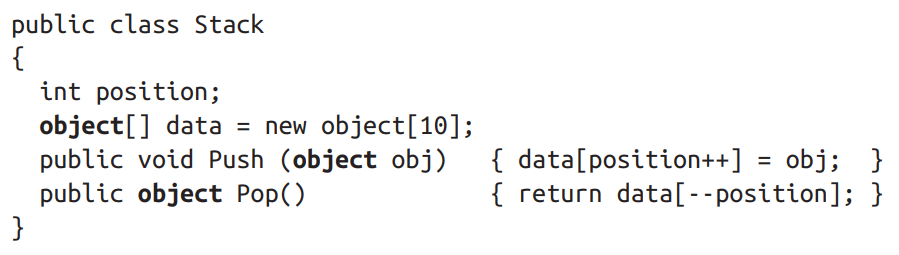 public class Stack
{
  int position;
  object[] data = new object[10];
  public void Push (object obj)   { data[position++] = obj;  }
  public object Pop()             { return data[--position]; }
}